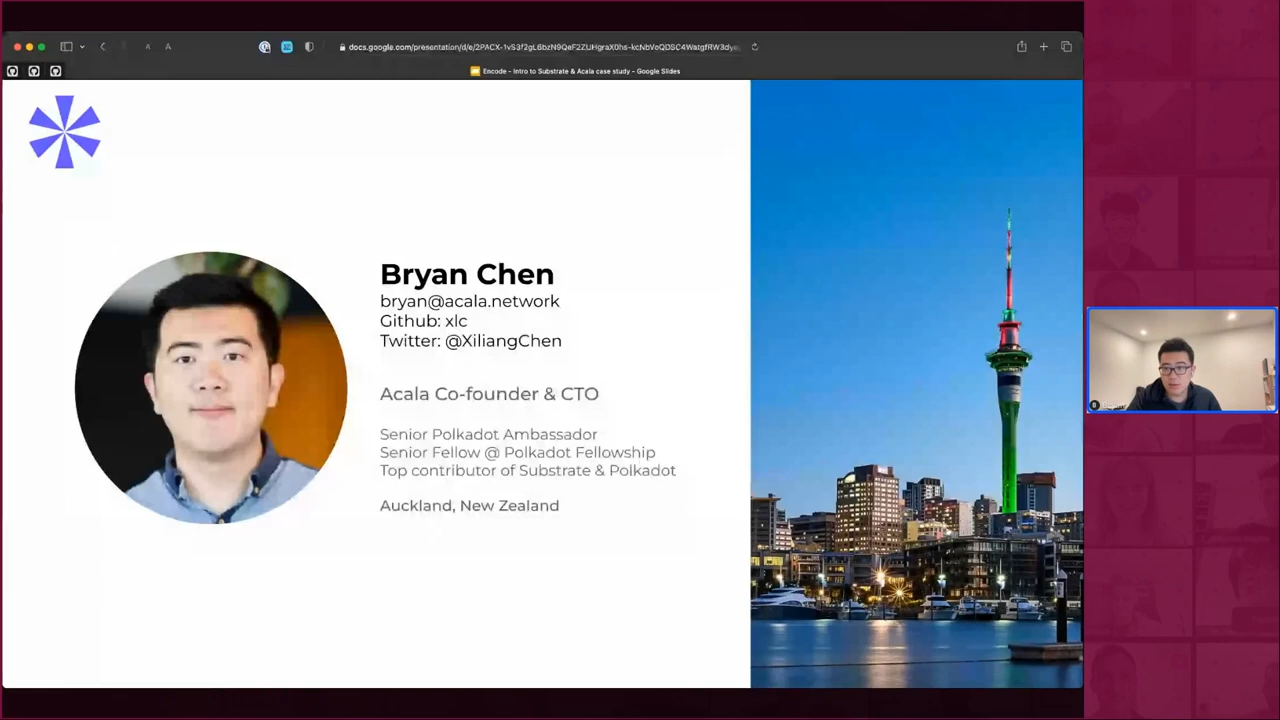 Encode - Intro to Substrate & Acala case study - Google Slides
Bryan Chen
bryan@acala.network
Github: xlc
Twitter: @XiliangChen
Acala Co-founder & CTO
Senior Polkadot Ambassador
Senior Fellow @ Polkadot Fellowship
Top contributor of Substrate & Polkadot
Auckland, New Zealand